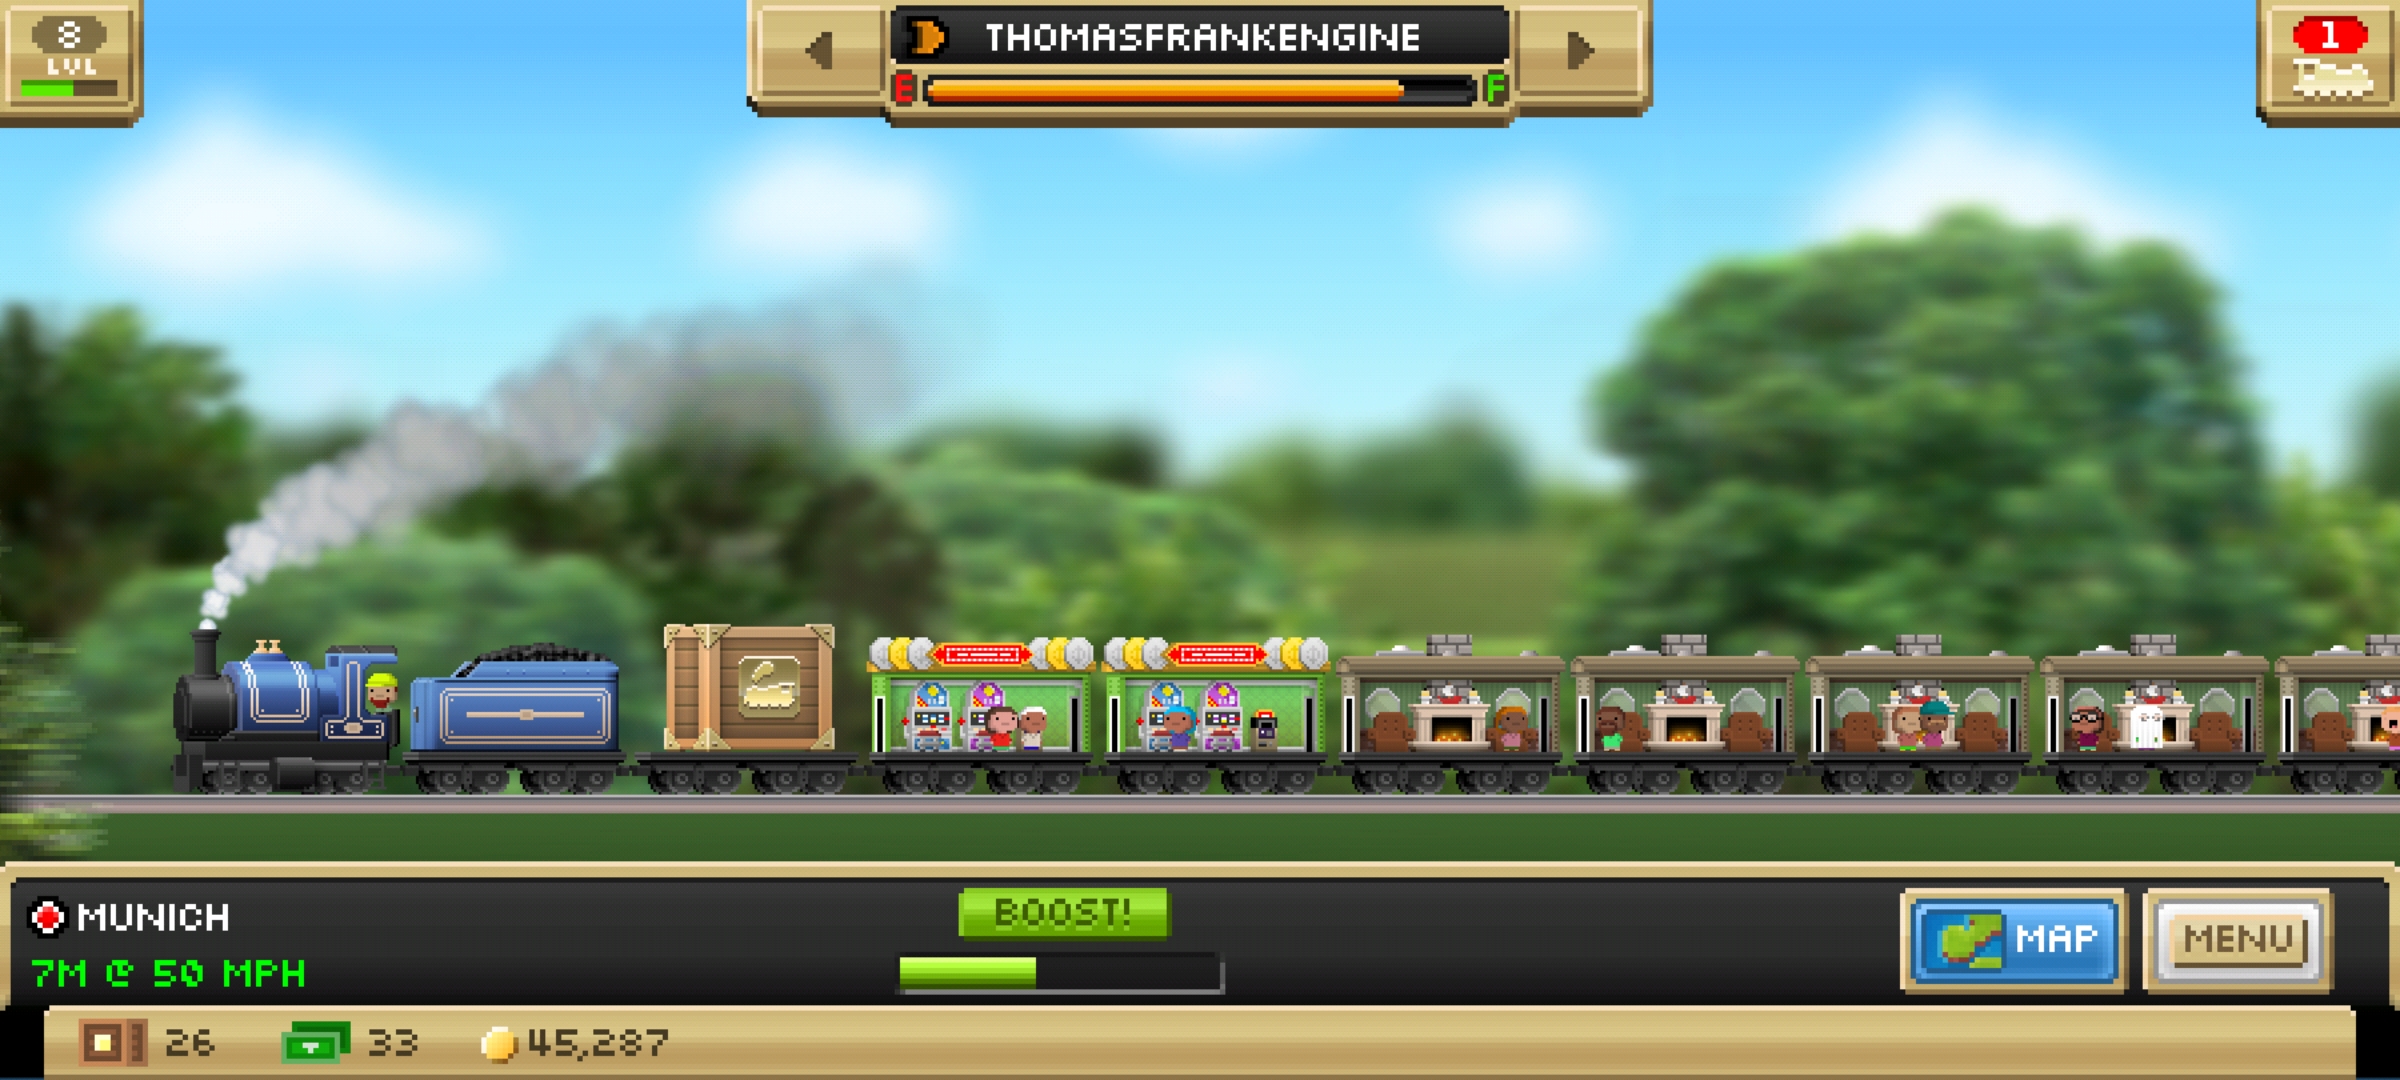 8
LVL
THOMASFRANKENGINE
E F
1
MUNICH
7M @ 50 MPH
BOOST!
MAP
MENU
26
33
45,287